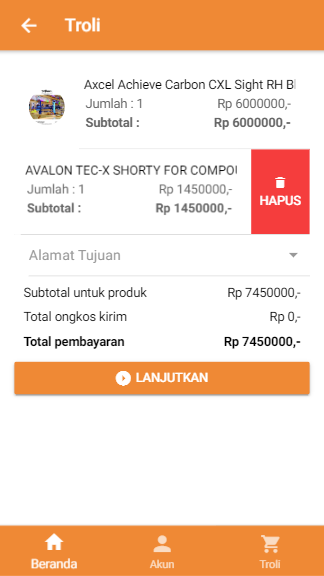 Troli
Axcel Achieve Carbon CXL Sight RH Bl
Jumlah : 1 Rp 6000000,-
Subtotal : Rp 6000000,-
AVALON TEC-X SHORTY FOR COMPOU
Jumlah : 1 Rp 1450000,-
Subtotal : Rp 1450000,-
HAPUS
Alamat Tujuan
Subtotal untuk produk Rp 7450000,-
Total ongkos kirim Rp 0,-
Total pembayaran Rp 7450000,-
LANJUTKAN
Beranda Akun Troli